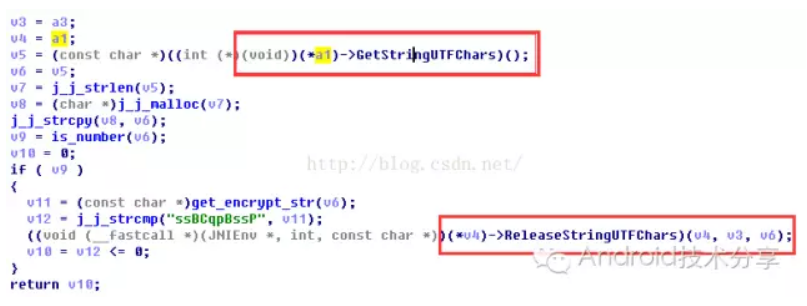 v3 = a3;
v4 = a1;
v5 = (const char *)((int (*)(void))(*a1)->GetStringUTFChars)();
v6 = v5;
v7 = j_j_strlen(v5);
v8 = (char *)j_j_malloc(v7);
j_j_strcpy(v8, v6);
v9 = is_number(v6);
v10 = 0;
http://blog.csdn.net/
if ( v9 )
{
v11 = (const char *)get_encrypt_str(v6);
v12 = j_j_strcmp("ssBCqpBssP", v11);
((void (__fastcall *)(JNIEnv *, int, const char *))(*v4)->ReleaseStringUTFChars)(v4, v3, v6);
v10 = v12 <= 0;
Android技术分享
}
return v10;